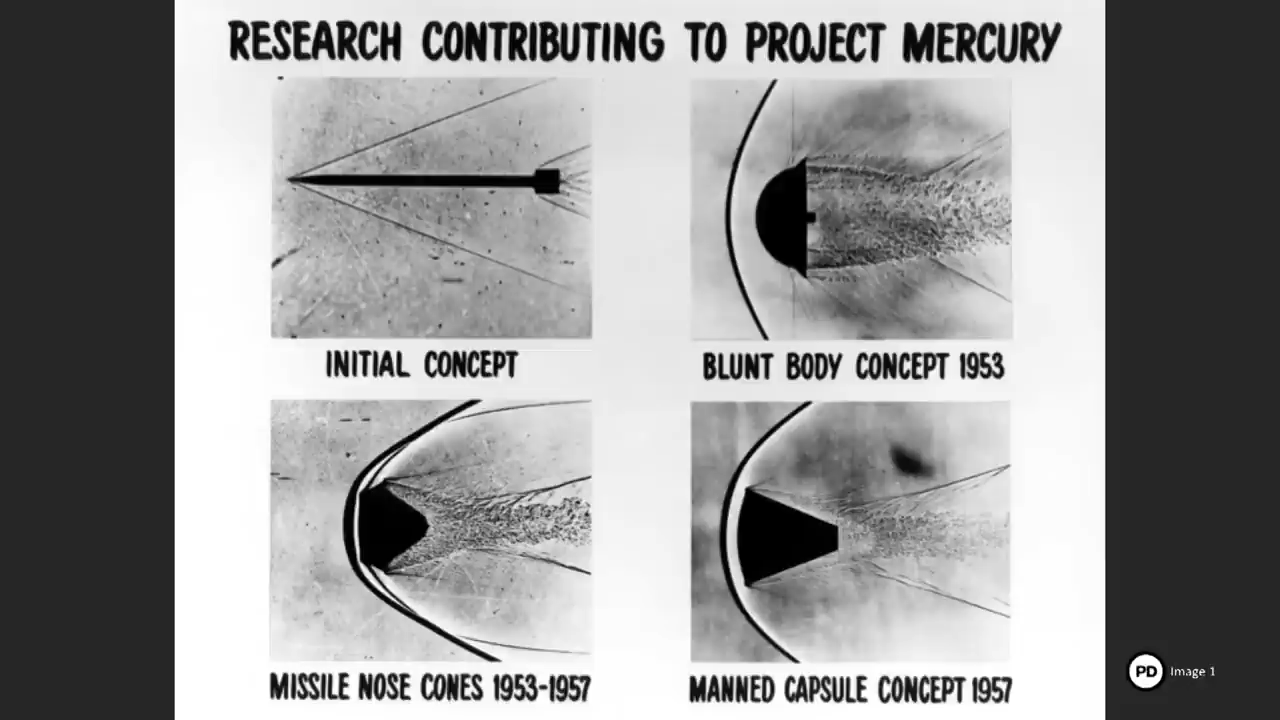 RESEARCH CONTRIBUTING TO PROJECT MERCURY
INITIAL CONCEPT
BLUNT BODY CONCEPT 1953
MISSILE NOSE CONES 1953-1957
MANNED CAPSULE CONCEPT 1957
PD Image 1